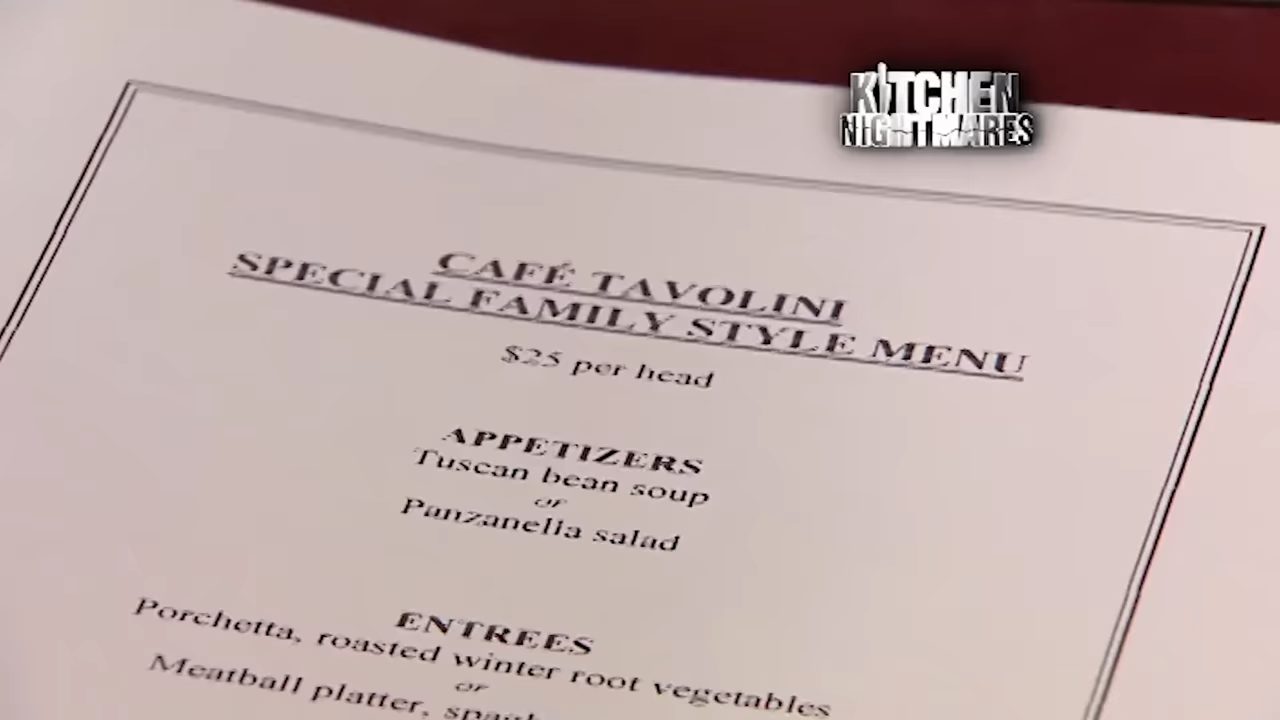 KITCHEN
NIGHTMARES
CAFÉ TAVOLINI
SPECIAL FAMILY STYLE MENU
$25 per head
APPETIZERS
Tuscan bean soup
or
Panzanella salad
ENTREES
Porchetta, roasted winter root vegetables
or
Meatball platter,